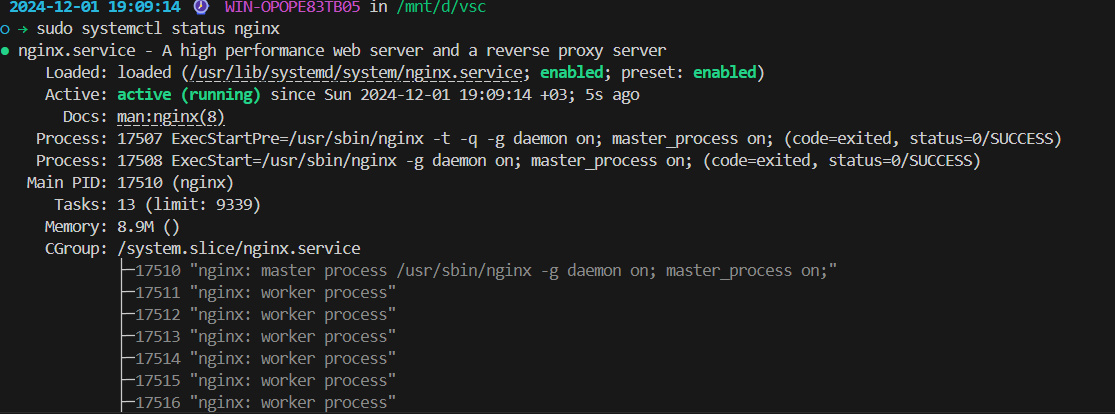 2024-12-01 19:09:14 WIN-OPOPE83TB05 in /mnt/d/vsc
→ sudo systemctl status nginx
● nginx.service - A high performance web server and a reverse proxy server
Loaded: loaded (/usr/lib/systemd/system/nginx.service; enabled; preset: enabled)
Active: active (running) since Sun 2024-12-01 19:09:14 +03; 5s ago
Docs: man:nginx(8)
Process: 17507 ExecStartPre=/usr/sbin/nginx -t -q -g daemon on; master_process on; (code=exited, status=0/SUCCESS)
Process: 17508 ExecStart=/usr/sbin/nginx -g daemon on; master_process on; (code=exited, status=0/SUCCESS)
Main PID: 17510 (nginx)
Tasks: 13 (limit: 9339)
Memory: 8.9M ()
CGroup: /system.slice/nginx.service
├─17510 "nginx: master process /usr/sbin/nginx -g daemon on; master_process on;"
├─17511 "nginx: worker process"
├─17512 "nginx: worker process"
├─17513 "nginx: worker process"
├─17514 "nginx: worker process"
├─17515 "nginx: worker process"
├─17516 "nginx: worker process"